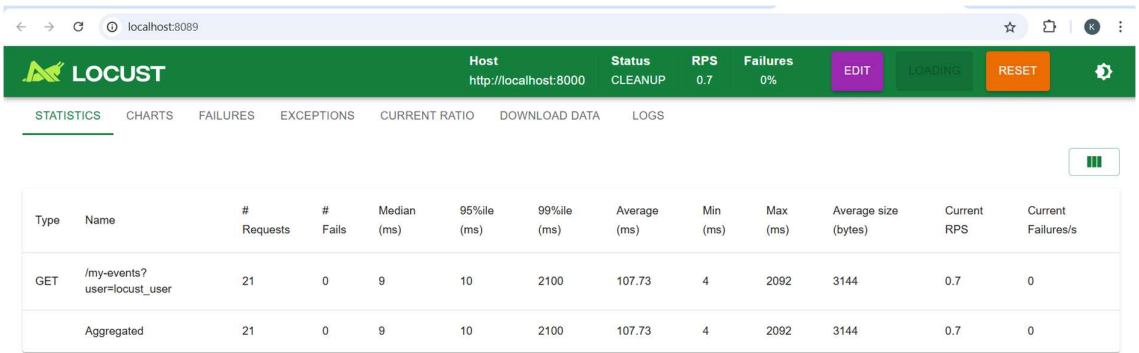 localhost:8089
K
LOCUST
Host
http://localhost:8000
Status
CLEANUP
RPS
0.7
Failures
0%
EDIT
LOADING
RESET
STATISTICS CHARTS FAILURES EXCEPTIONS CURRENT RATIO DOWNLOAD DATA LOGS
Type Name # Requests # Fails Median (ms) 95%ile (ms) 99%ile (ms) Average (ms) Min (ms) Max (ms) Average size (bytes) Current RPS Current Failures/s
GET /my-events?user=locust_user 21 0 9 10 2100 107.73 4 2092 3144 0.7 0
Aggregated 21 0 9 10 2100 107.73 4 2092 3144 0.7 0